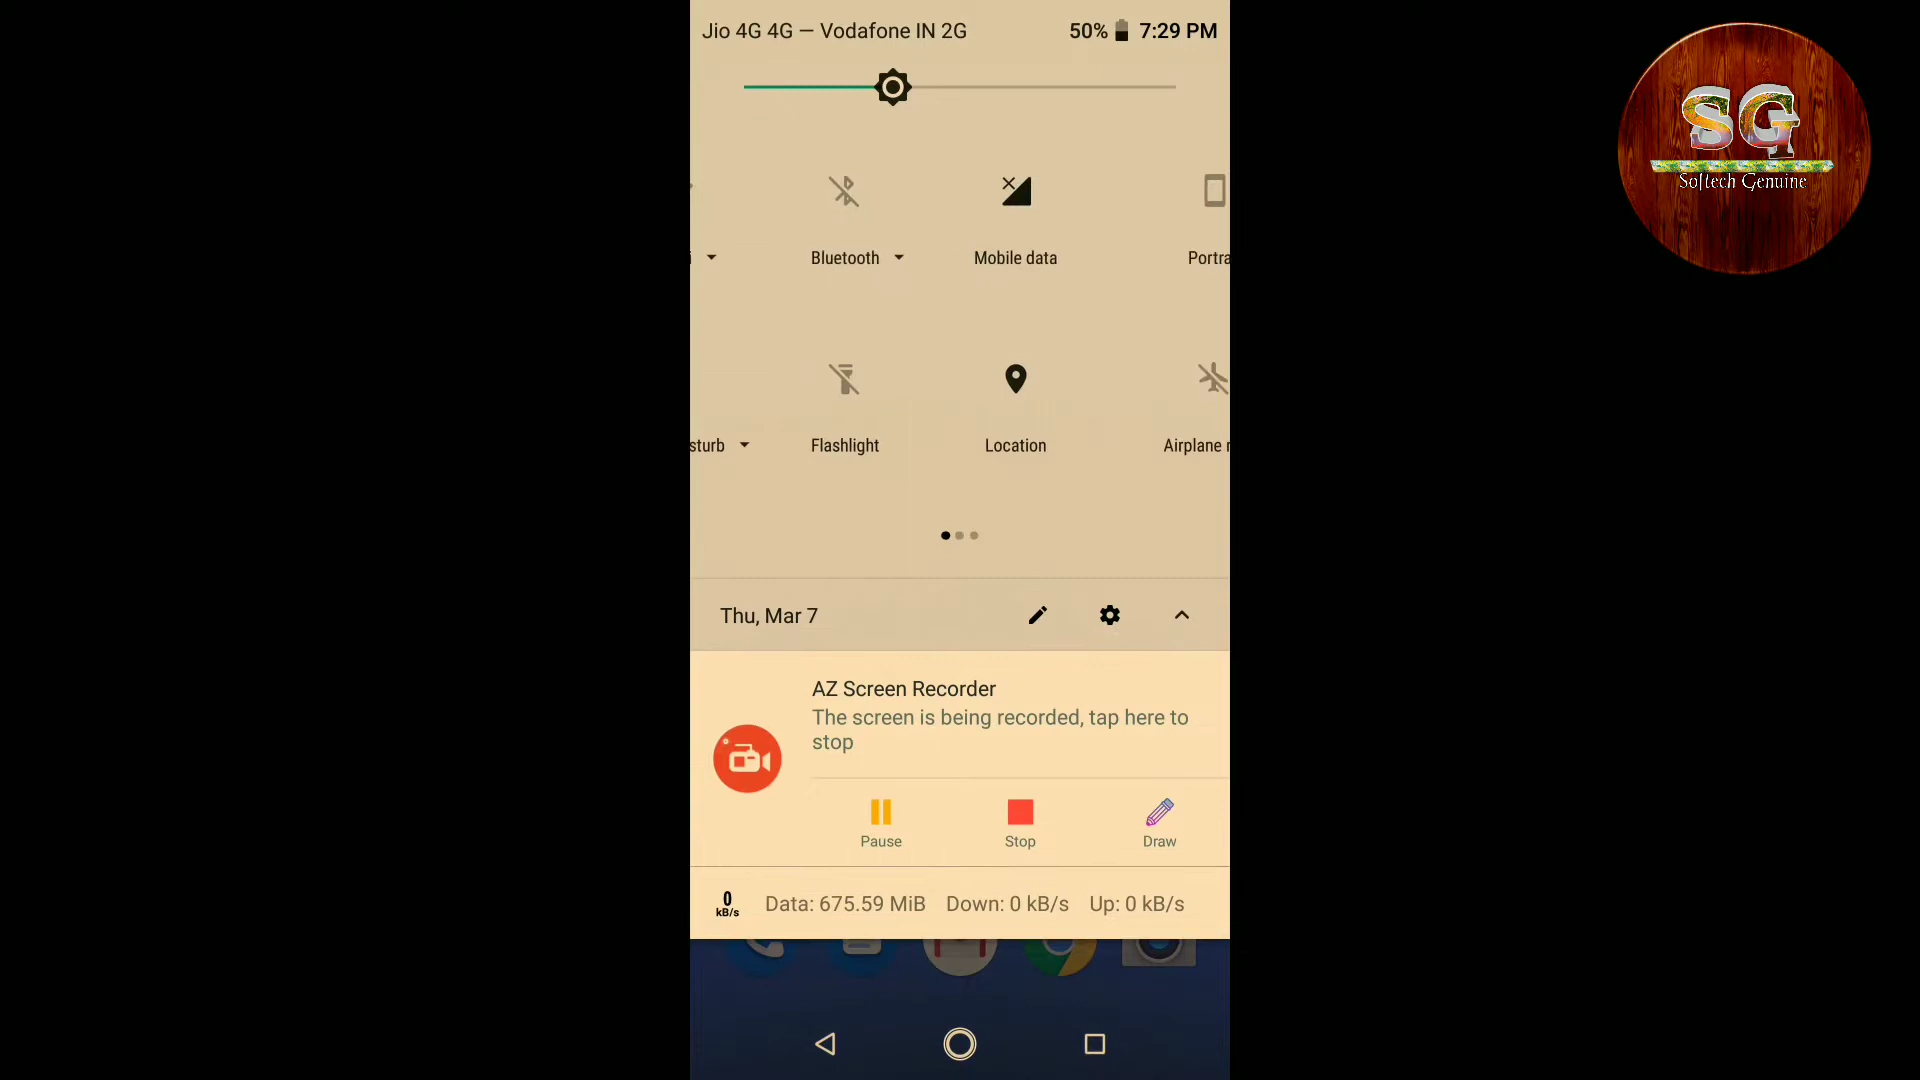 Jio 4G 4G — Vodafone IN 2G 50% 7:29 PM
SG
Softech Genuine
Bluetooth Mobile data Portra
sturb Flashlight Location Airplane
Thu, Mar 7
AZ Screen Recorder
The screen is being recorded, tap here to
stop
Pause Stop Draw
0
kB/s
Data: 675.59 MiB Down: 0 kB/s Up: 0 kB/s